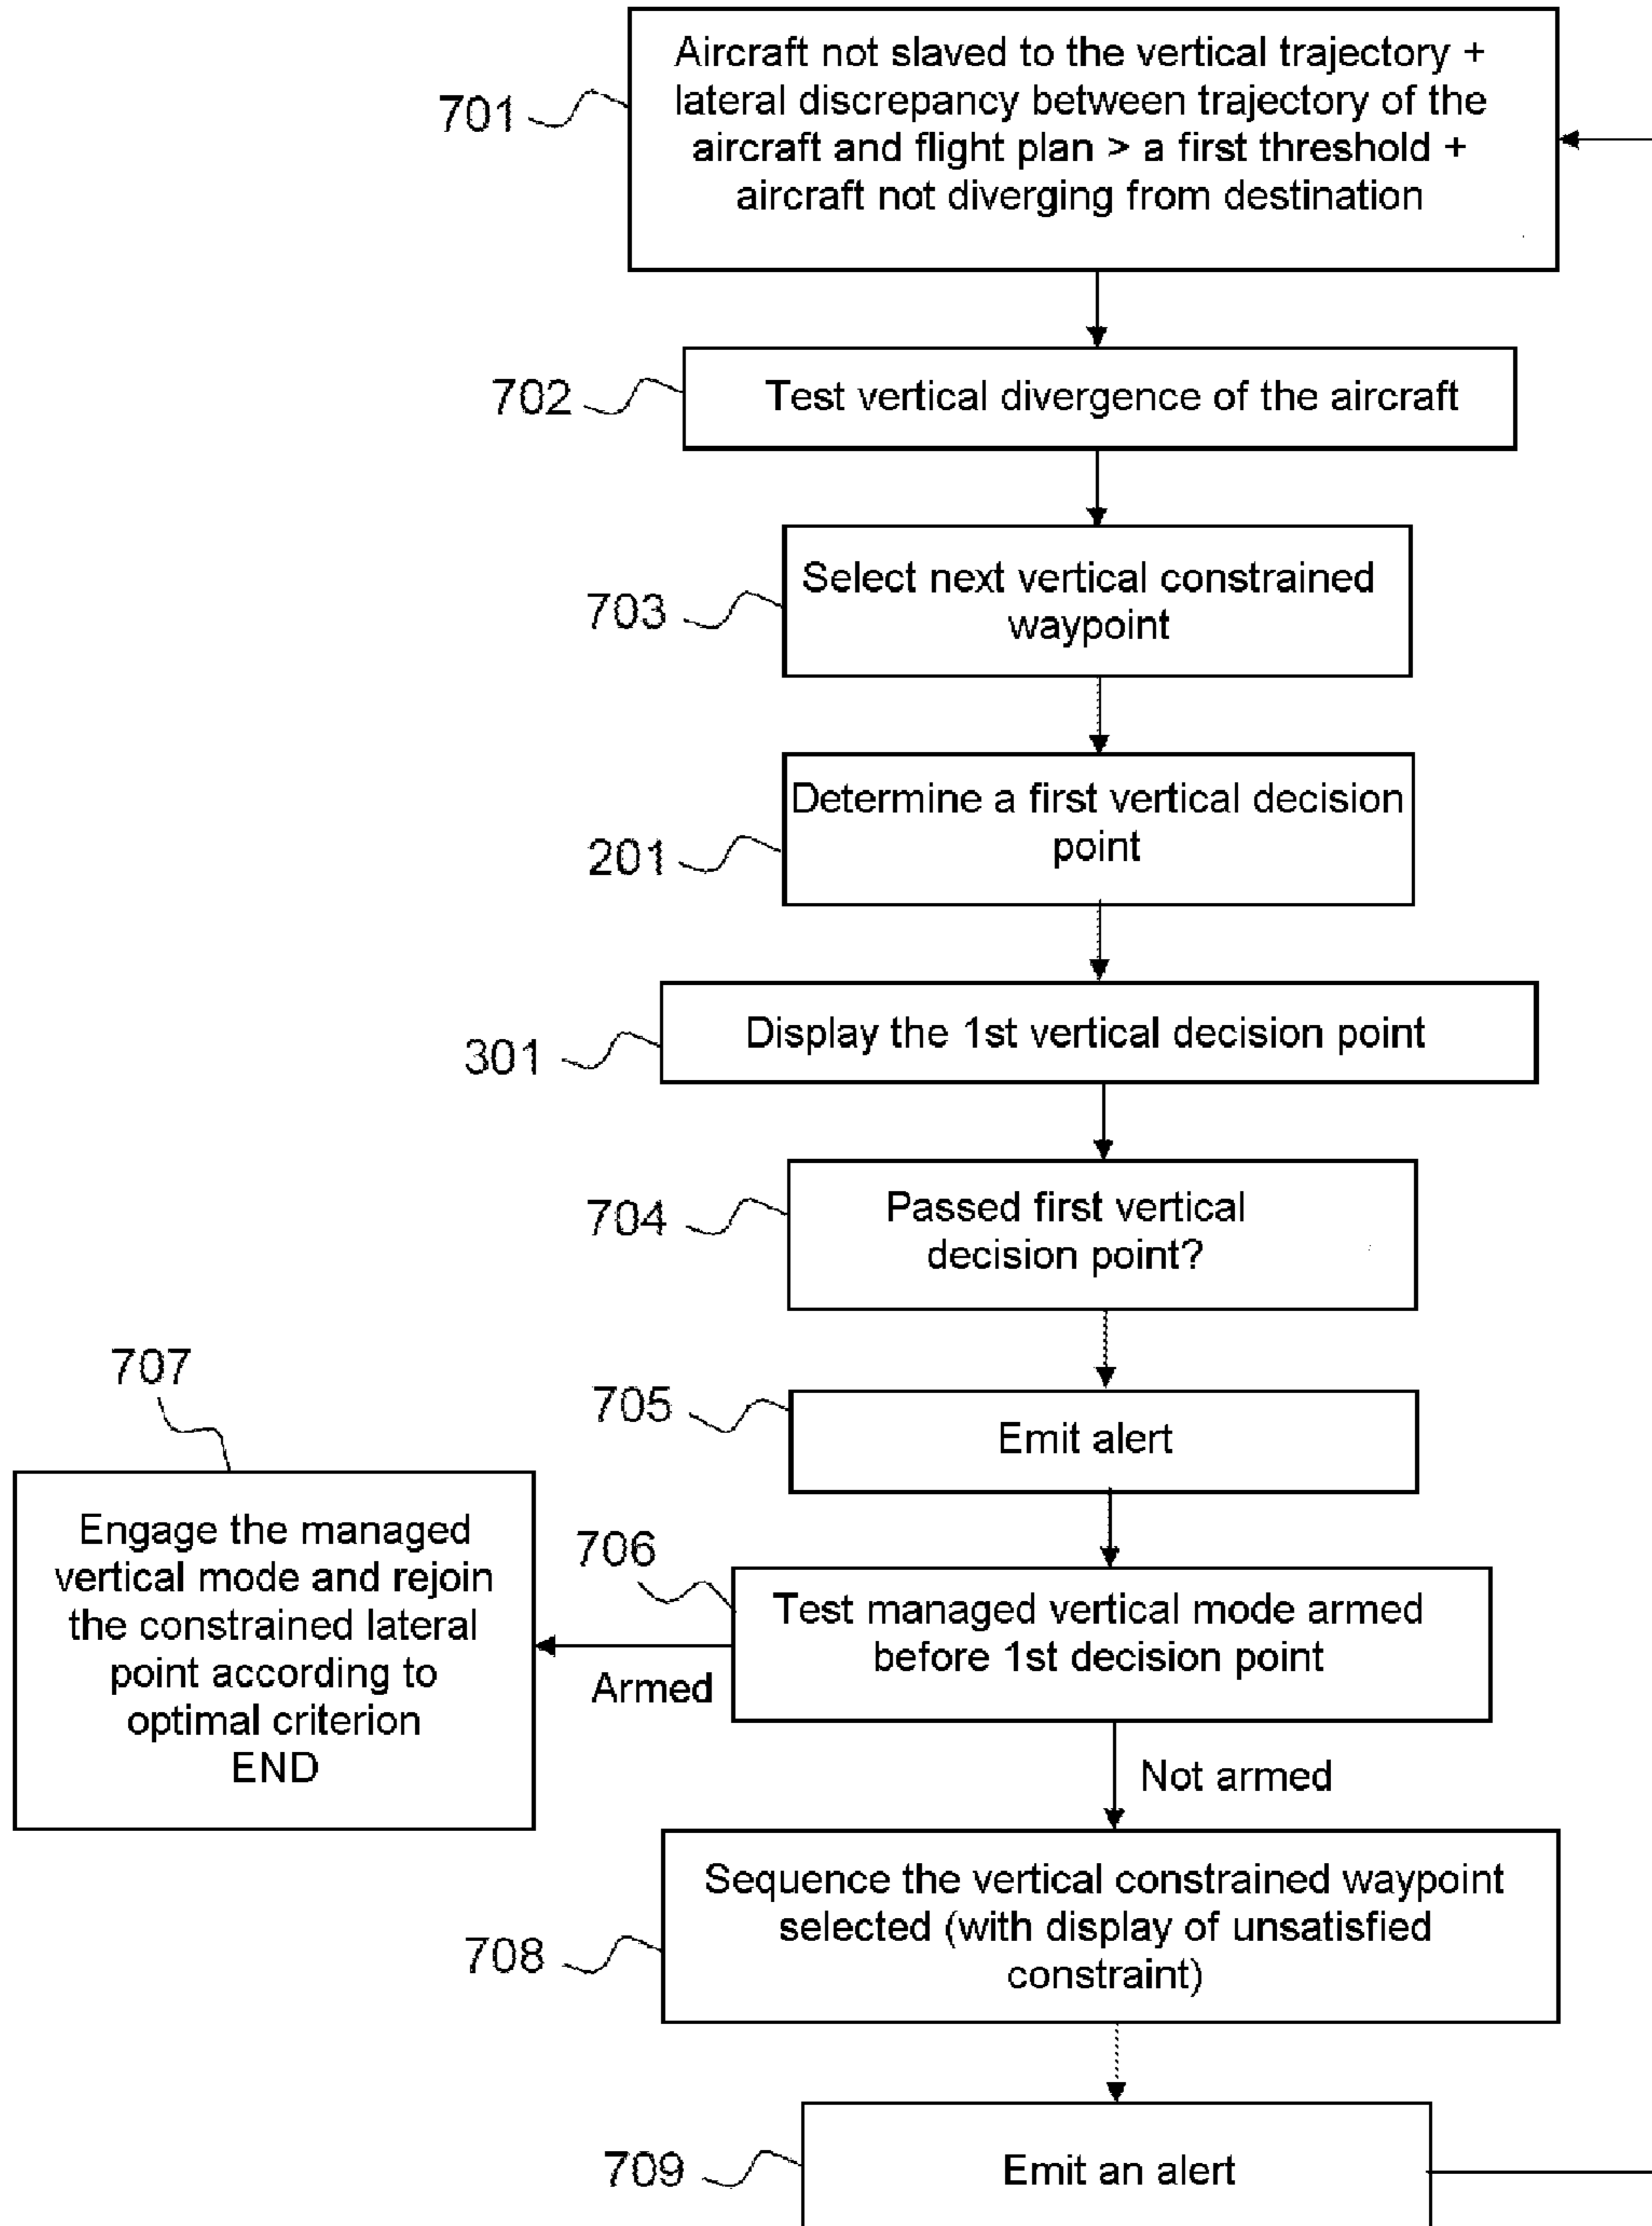 701
Aircraft not slaved to the vertical trajectory +
lateral discrepancy between trajectory of the
aircraft and flight plan > a first threshold +
aircraft not diverging from destination
702
Test vertical divergence of the aircraft
703
Select next vertical constrained
waypoint
201
Determine a first vertical decision
point
301
Display the 1st vertical decision point
704
Passed first vertical
decision point?
705
Emit alert
706
Test managed vertical mode armed
before 1st decision point
Armed
707
Engage the managed
vertical mode and rejoin
the constrained lateral
point according to
optimal criterion
END
Not armed
708
Sequence the vertical constrained waypoint
selected (with display of unsatisfied
constraint)
709
Emit an alert